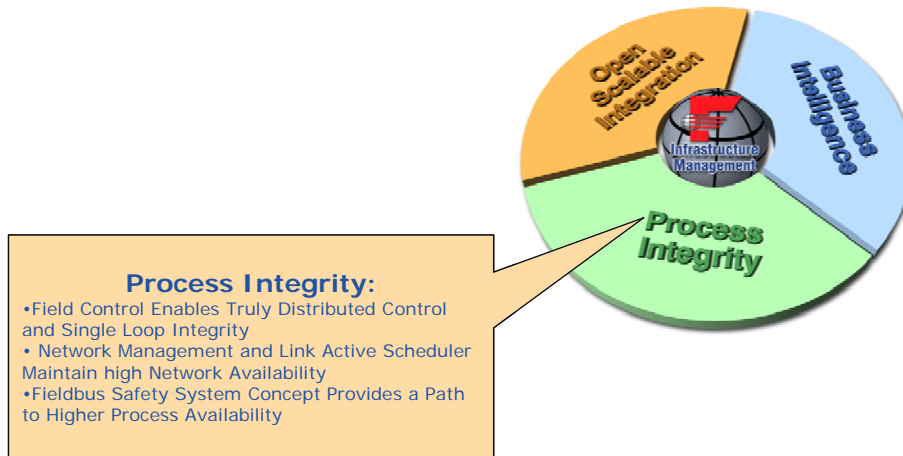 Open
Scalable
Integration
Business
Intelligence
Infrastructure
Management
Process
Integrity
Process Integrity:
•Field Control Enables Truly Distributed Control
and Single Loop Integrity
• Network Management and Link Active Scheduler
Maintain high Network Availability
•Fieldbus Safety System Concept Provides a Path
to Higher Process Availability